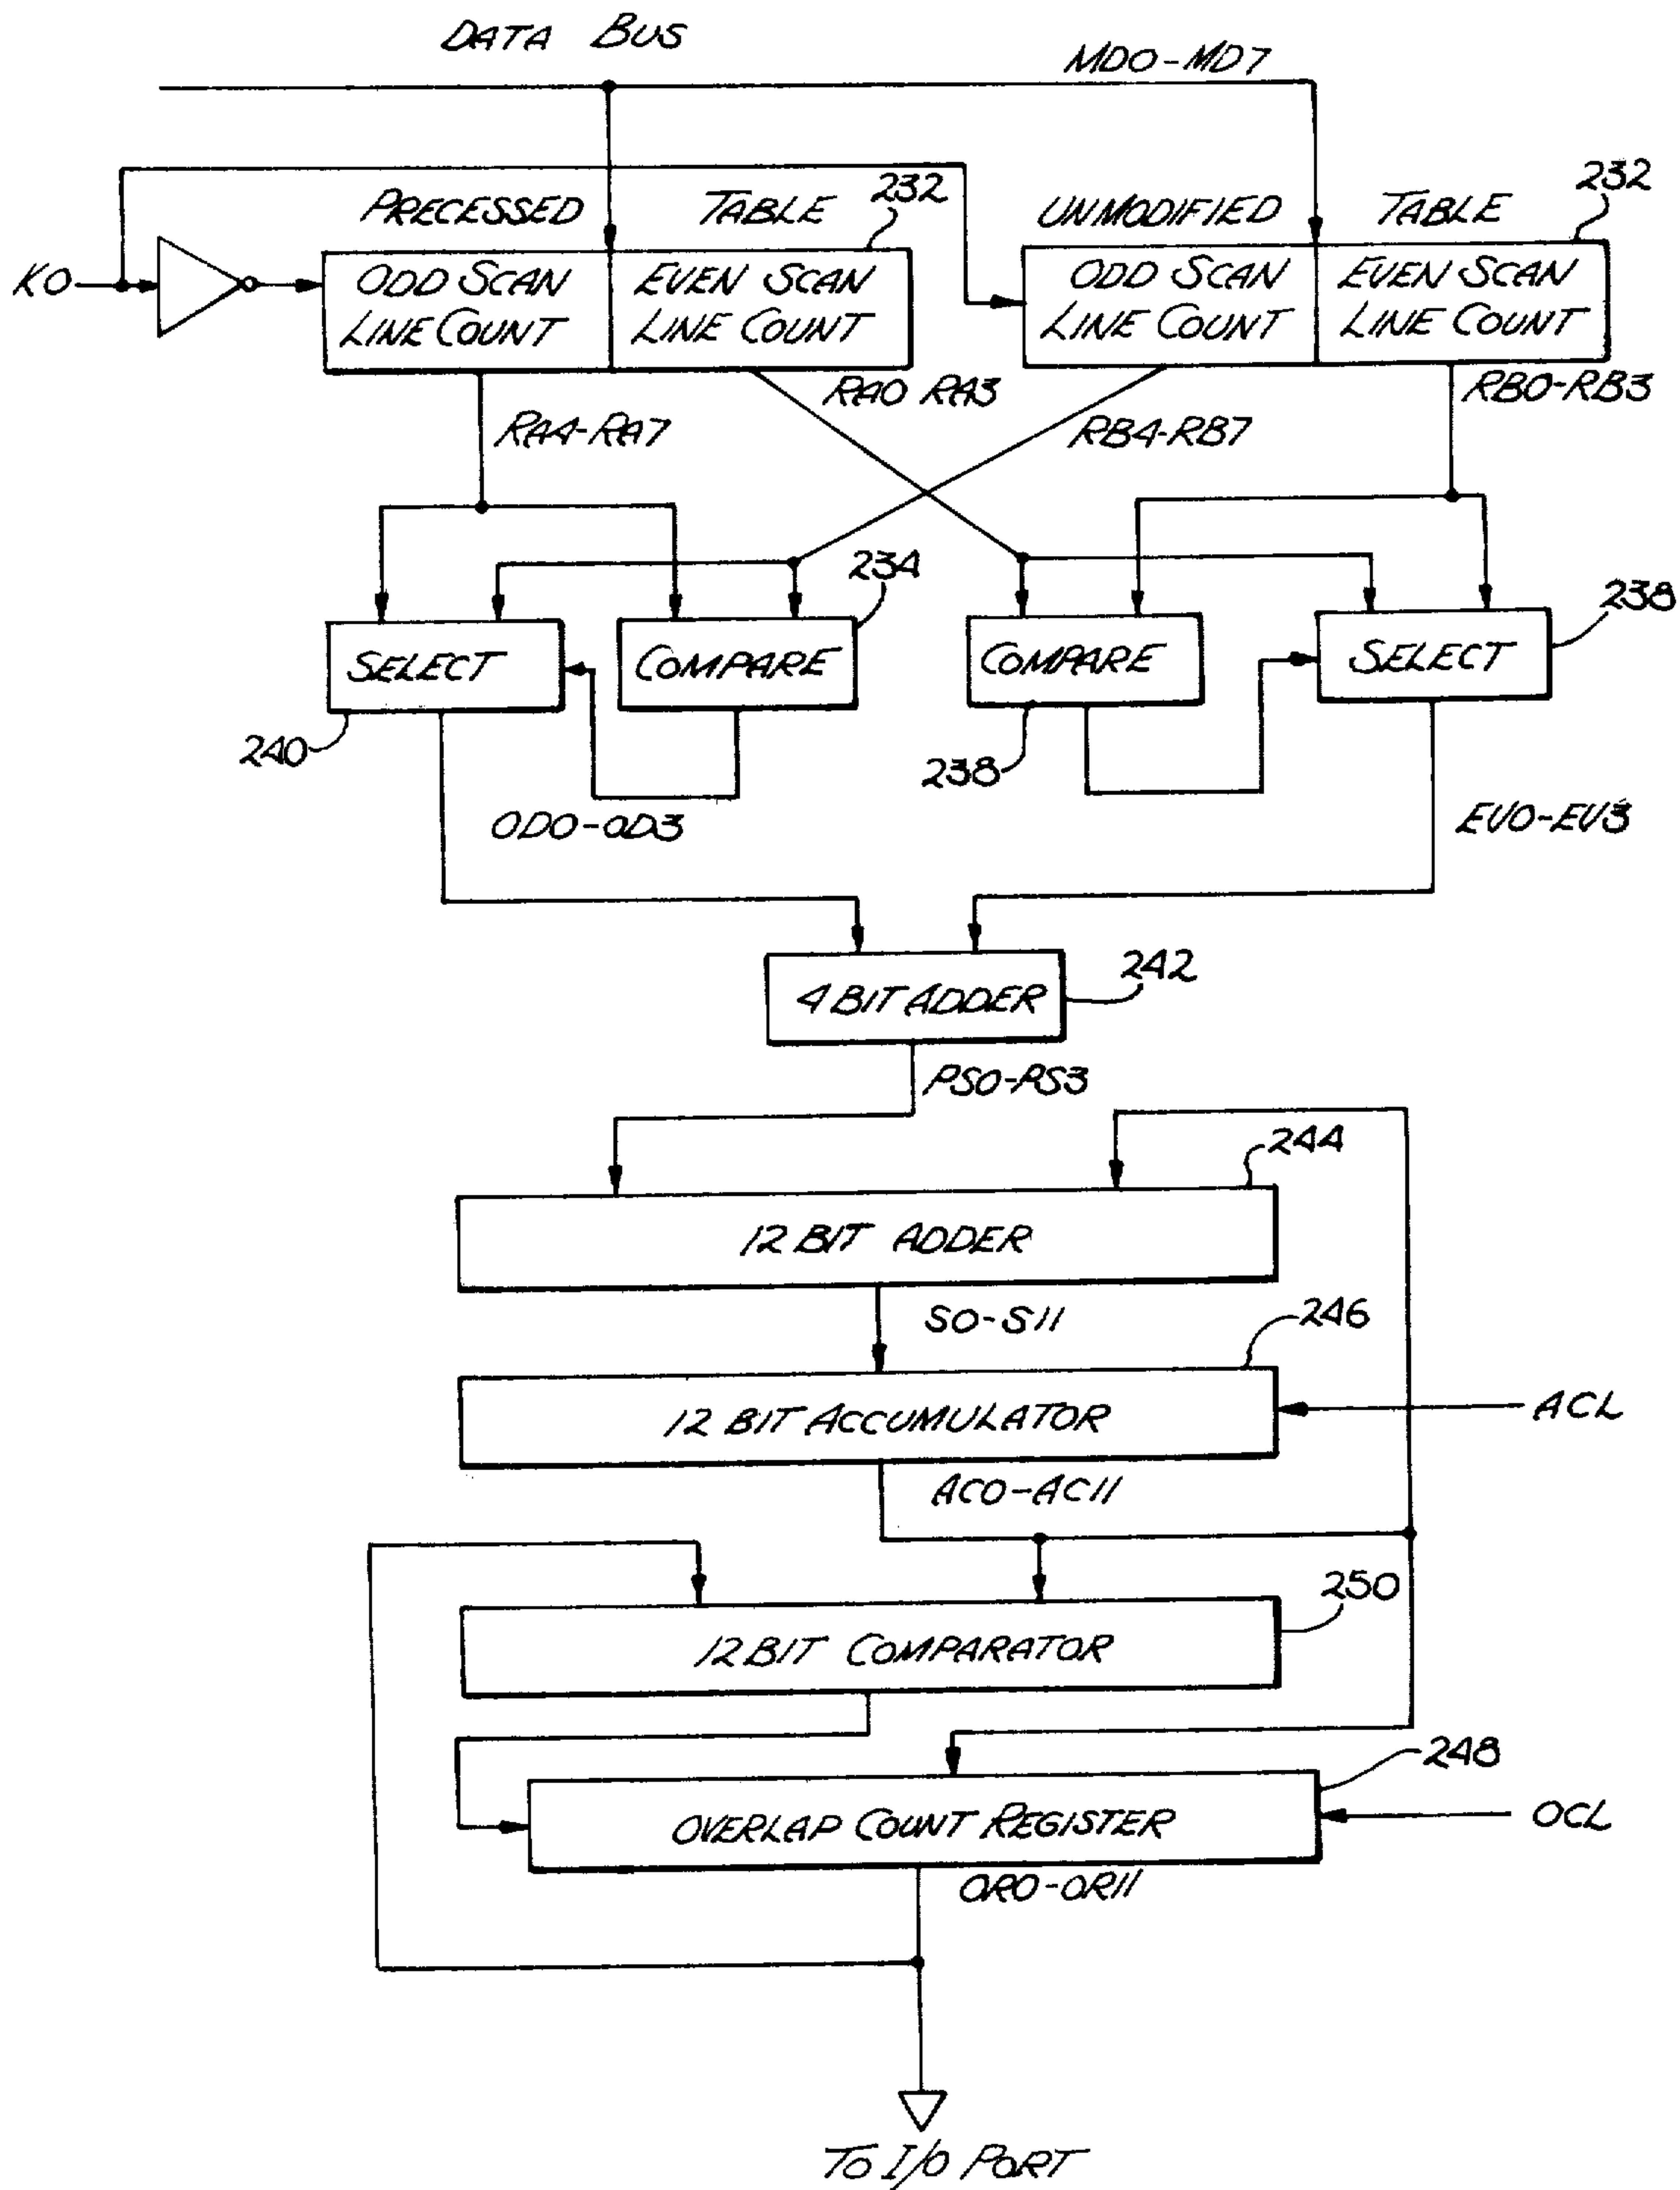 DATA BUS
MD0-MD7
PRECESSED TABLE
232
UNMODIFIED TABLE
232
K0
ODD SCAN LINE COUNT
EVEN SCAN LINE COUNT
ODD SCAN LINE COUNT
EVEN SCAN LINE COUNT
RA4-RA7
RA0 RA3
RB4-RB7
RB0-RB3
234
238
SELECT
COMPARE
COMPARE
SELECT
240
238
OD0-OD3
EV0-EV3
4 BIT ADDER
242
PS0-PS3
244
12 BIT ADDER
S0-S11
246
12 BIT ACCUMULATOR
ACL
AC0-AC11
250
12 BIT COMPARATOR
248
OVERLAP COUNT REGISTER
OCL
OR0-OR11
TO I/O PORT